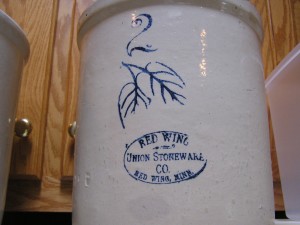 2
RED WING
UNION STONEWARE
CO.
RED WING, MINN.